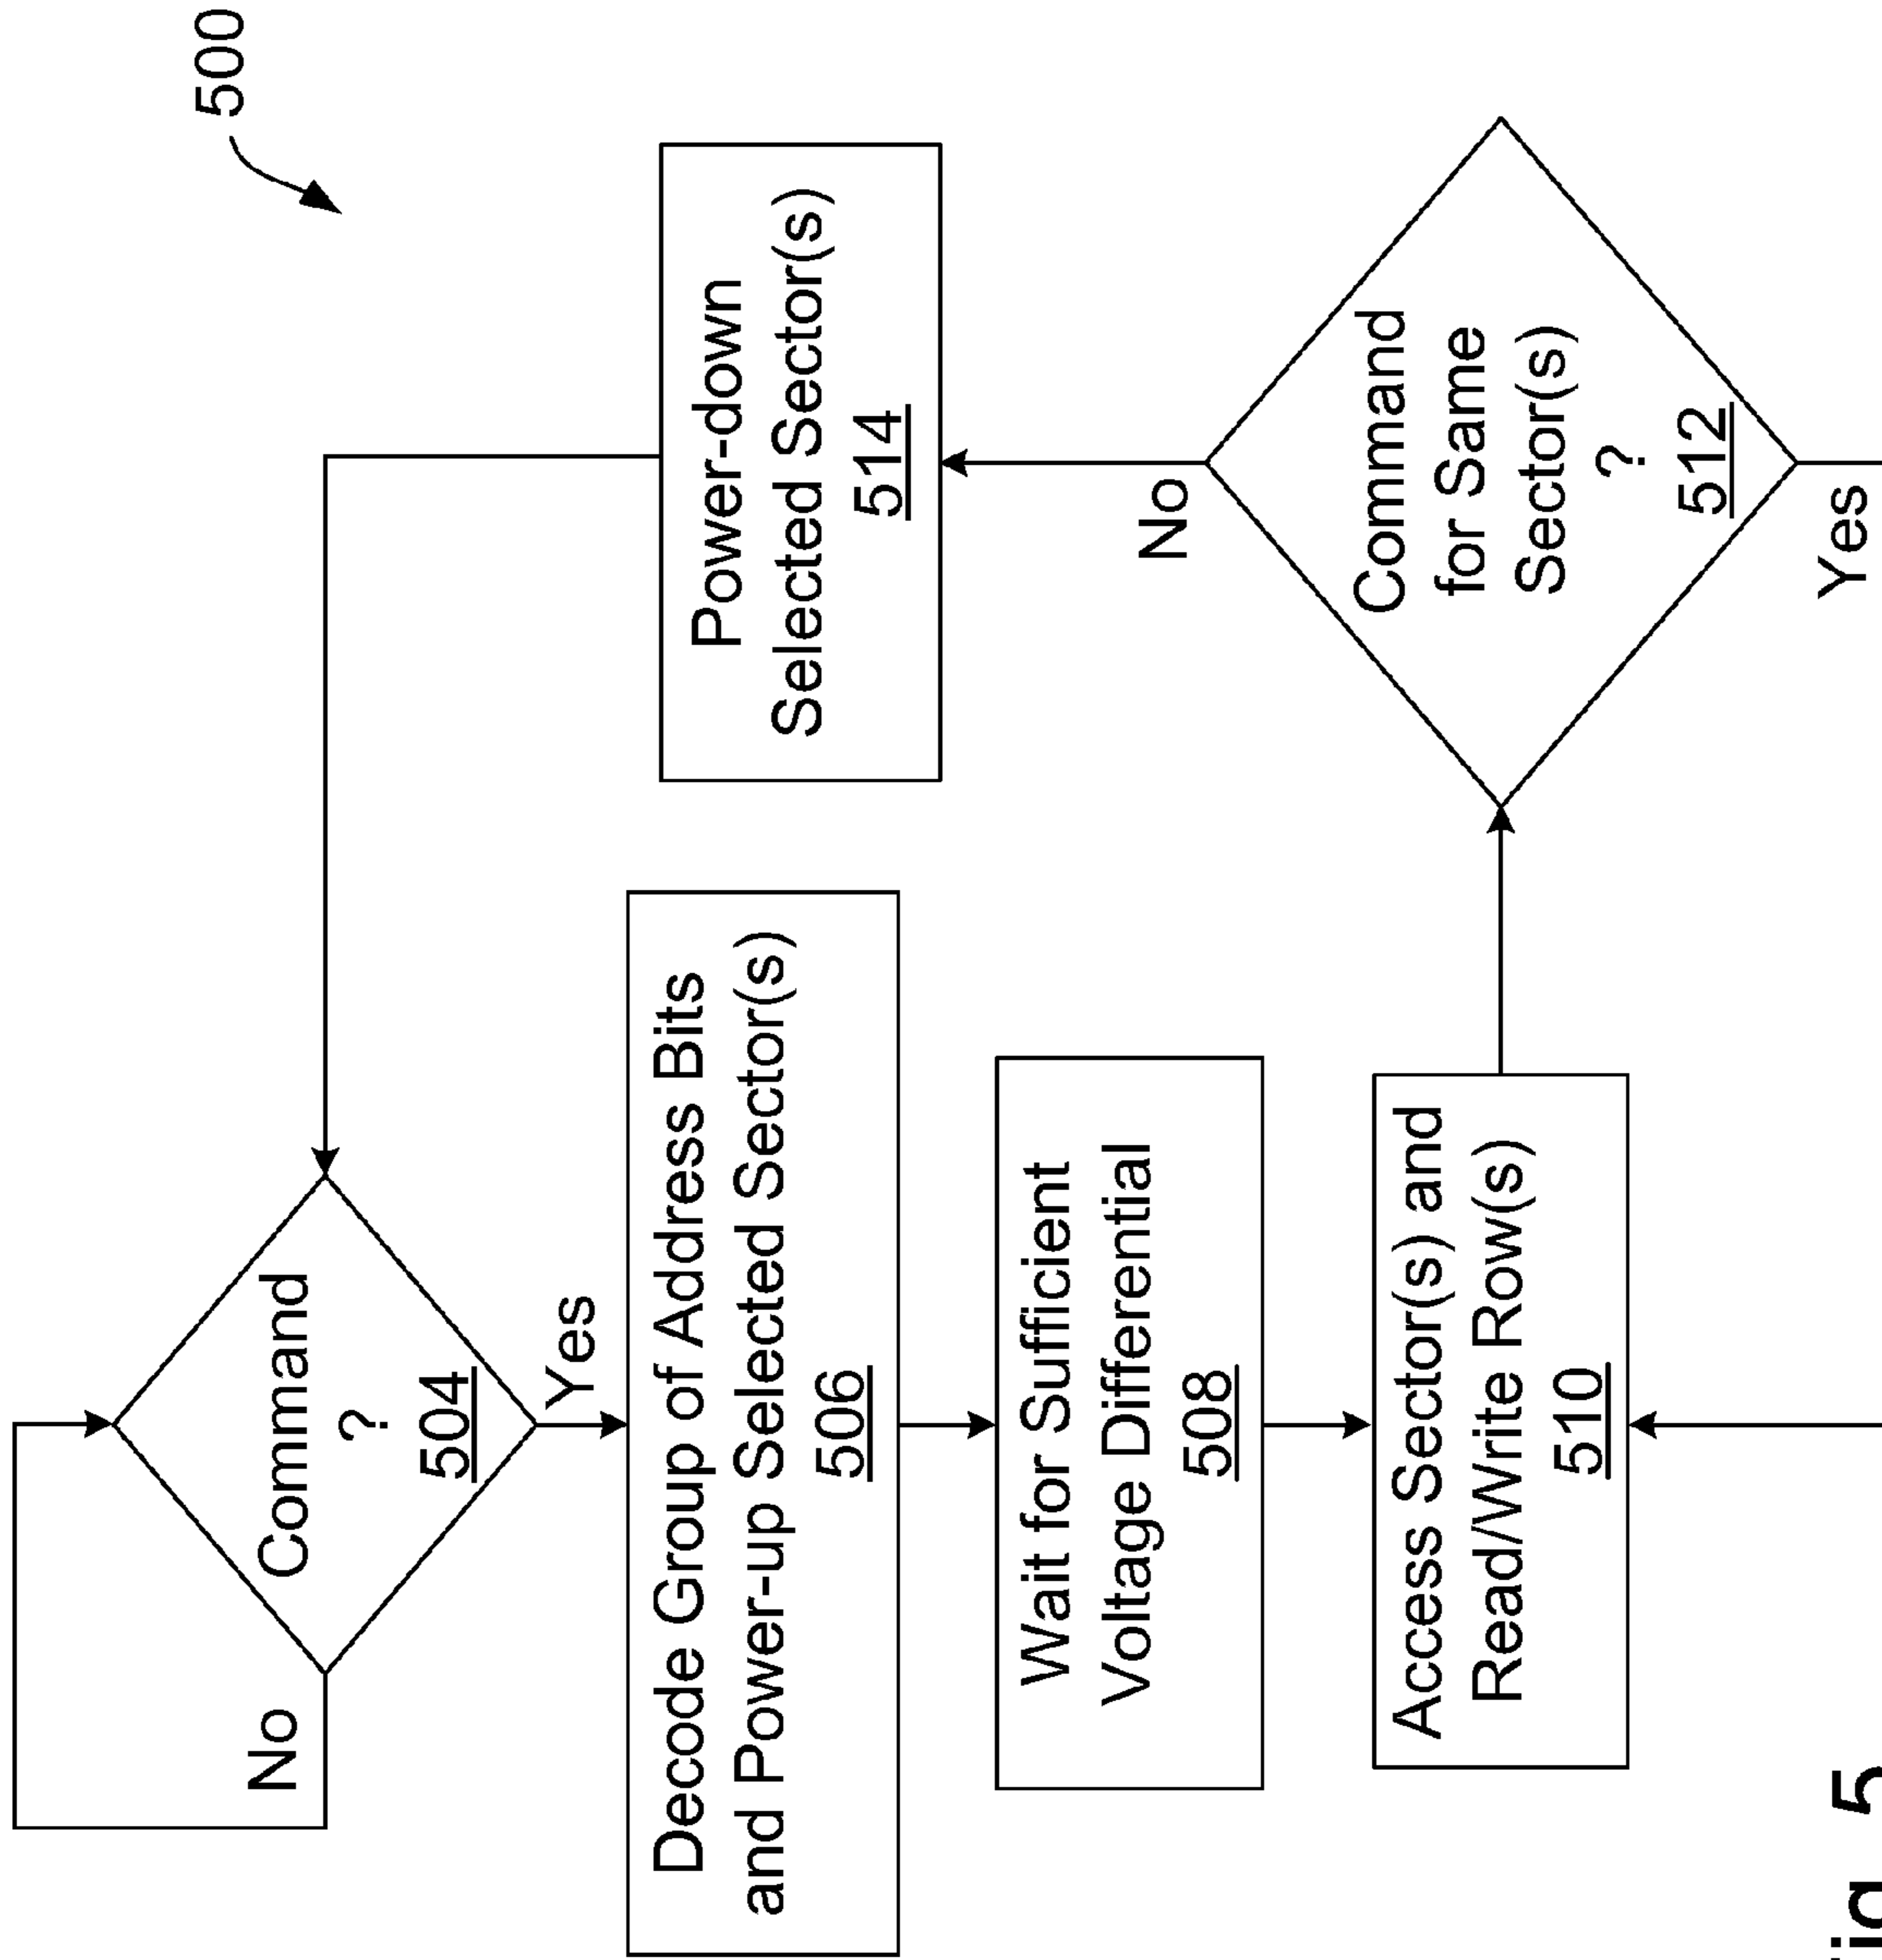 500
Command
?
504
No
Yes
Decode Group of Address Bits
and Power-up Selected Sector(s)
506
Wait for Sufficient
Voltage Differential
508
Access Sector(s) and
Read/Write Row(s)
510
Power-down
Selected Sector(s)
514
No
Command
for Same
Sector(s)
?
512
Yes